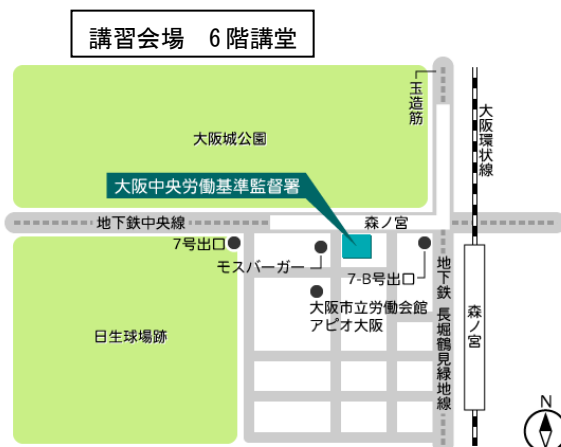 講習会場　6階講堂
玉造筋
大阪環状線
大阪城公園
大阪中央労働基準監督署
地下鉄中央線
森ノ宮
7号出口
モスバーガー
7-B号出口
大阪市立労働会館
アピオ大阪
地下鉄 長堀鶴見緑地線
森ノ宮
日生球場跡
N